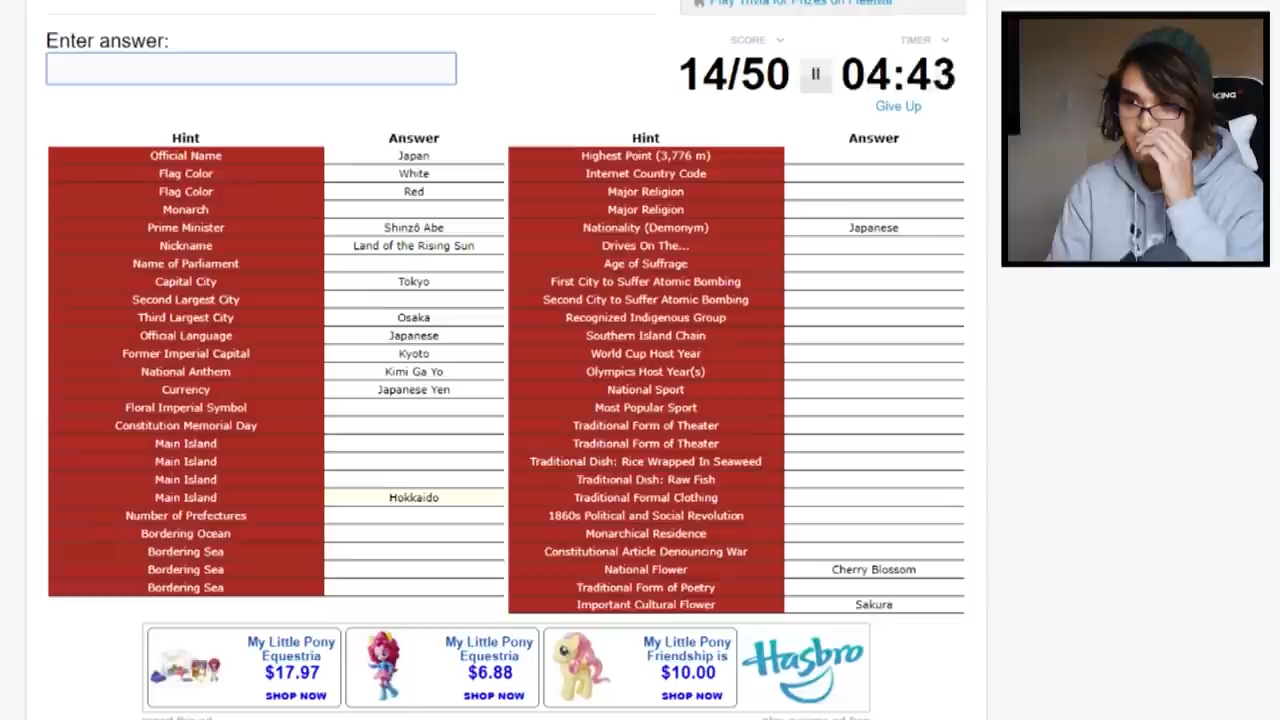 Play Trivia for Prizes on Fleetwit
Enter answer:
SCORE
TIMER
14/50
04:43
Give Up
Hint Answer
Official Name Japan
Flag Color White
Flag Color Red
Monarch
Prime Minister Shinzō Abe
Nickname Land of the Rising Sun
Name of Parliament
Capital City Tokyo
Second Largest City
Third Largest City Osaka
Official Language Japanese
Former Imperial Capital Kyoto
National Anthem Kimi Ga Yo
Currency Japanese Yen
Floral Imperial Symbol
Constitution Memorial Day
Main Island
Main Island
Main Island
Main Island Hokkaido
Number of Prefectures
Bordering Ocean
Bordering Sea
Bordering Sea
Bordering Sea
Hint Answer
Highest Point (3,776 m)
Internet Country Code
Major Religion
Major Religion
Nationality (Demonym) Japanese
Drives On The...
Age of Suffrage
First City to Suffer Atomic Bombing
Second City to Suffer Atomic Bombing
Recognized Indigenous Group
Southern Island Chain
World Cup Host Year
Olympics Host Year(s)
National Sport
Most Popular Sport
Traditional Form of Theater
Traditional Form of Theater
Traditional Dish: Rice Wrapped In Seaweed
Traditional Dish: Raw Fish
Traditional Formal Clothing
1860s Political and Social Revolution
Monarchical Residence
Constitutional Article Denouncing War
National Flower Cherry Blossom
Traditional Form of Poetry
Important Cultural Flower Sakura
My Little Pony
Equestria
$17.97
SHOP NOW
My Little Pony
Equestria
$6.88
SHOP NOW
My Little Pony
Friendship is
$10.00
SHOP NOW
Hasbro